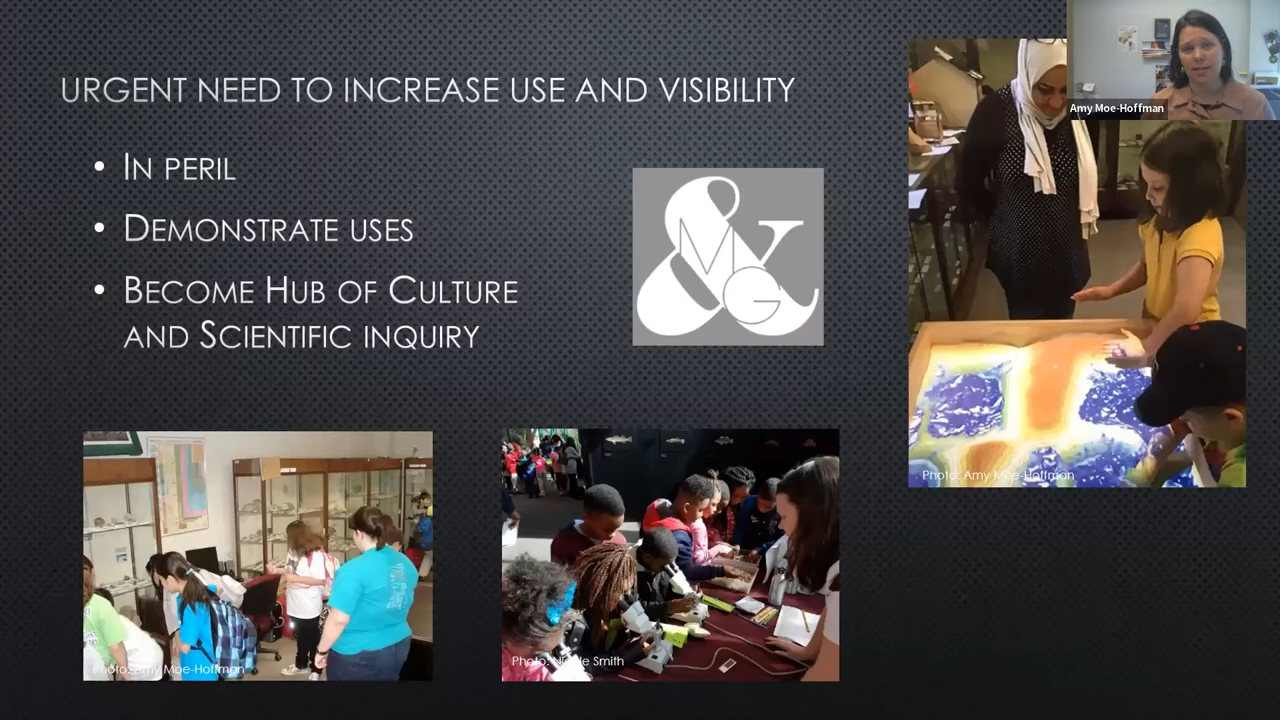 URGENT NEED TO INCREASE USE AND VISIBILITY
• IN PERIL
• DEMONSTRATE USES
• BECOME HUB OF CULTURE
AND SCIENTIFIC INQUIRY
&
M
G
Amy Moe-Hoffman
Photo: Amy Moe-Hoffman
Photo: Amy Moe-Hoffman
Photo: Nicole Smith